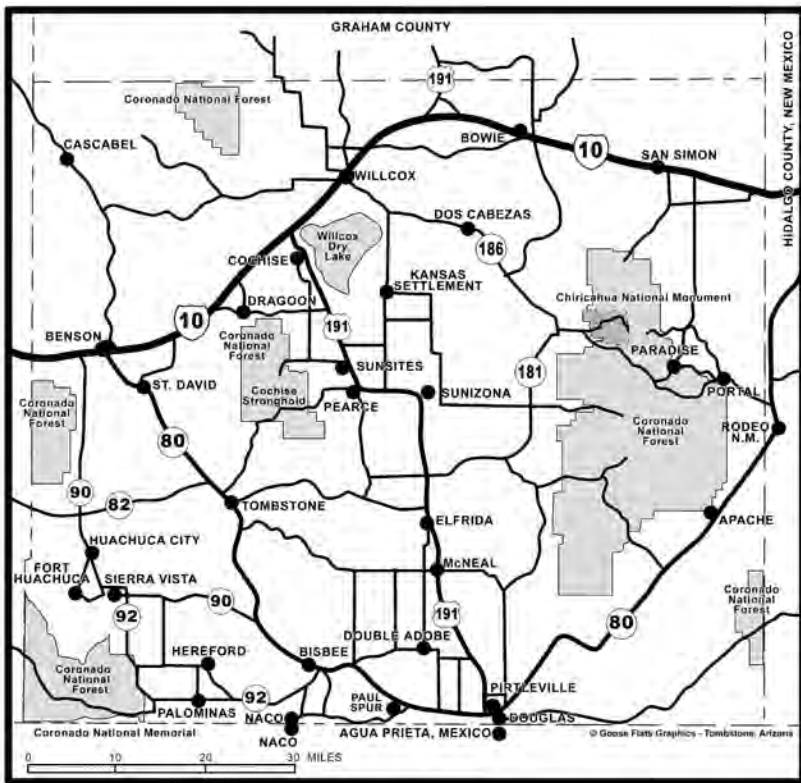 GRAHAM COUNTY
HIDALGO COUNTY, NEW MEXICO
191
Coronado National Forest
BOWIE
10
CASCABEL
SAN SIMON
WILLCOX
DOS CABEZAS
Willcox
Dry
Lake
186
COCHISE
KANSAS
SETTLEMENT
DRAGOON
Chiricahua National Monument
10
191
BENSON
Coronado
National
Forest
PARADISE
SUNSITES
181
ST. DAVID
Cochise
Stronghold
SUNIZONA
PORTAL
PEARCE
Coronado
National
Forest
Coronado
National
Forest
RODEO
N.M.
80
90
82
TOMBSTONE
APACHE
ELFRIDA
HUACHUCA CITY
FORT
HUACHUCA
SIERRA VISTA
McNEAL
90
Coronado
National
Forest
92
191
80
DOUBLE ADOBE
HEREFORD
BISBEE
Coronado
National
Forest
92
PIRTLEVILLE
PAUL
SPUR
PALOMINAS
NACO
DOUGLAS
Coronado National Memorial
NACO
AGUA PRIETA, MEXICO
© Goose Flats Graphics - Tombstone, Arizona
0 10 20 30 MILES